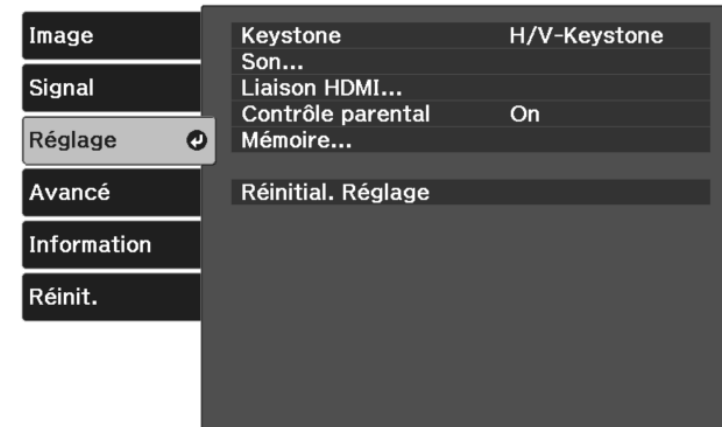 Image
Signal
Réglage
Avancé
Information
Réinit.
Keystone H/V-Keystone
Son...
Liaison HDMI...
Contrôle parental On
Mémoire...
Réinitial. Réglage